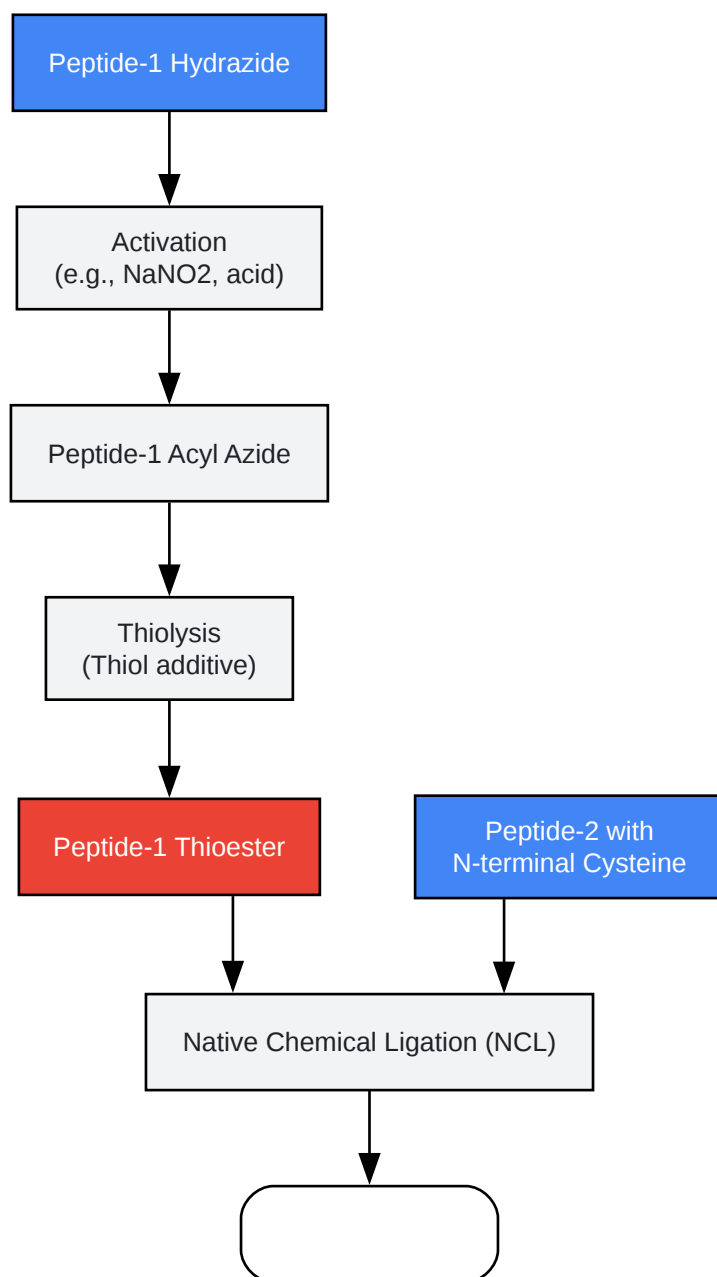 Peptide-1 Hydrazide
Activation
(e.g., NaNO2, acid)
Peptide-1 Acyl Azide
Thiolysis
(Thiol additive)
Peptide-1 Thioester
Peptide-2 with
N-terminal Cysteine
Native Chemical Ligation (NCL)